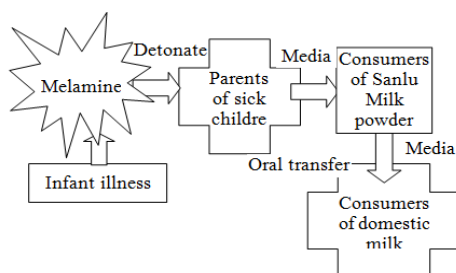 Detonate
Melamine
Parents
of sick
childre
Media
Consumers
of Sanlu
Milk
powder
Infant illness
Oral transfer
Media
Consumers
of domestic
milk